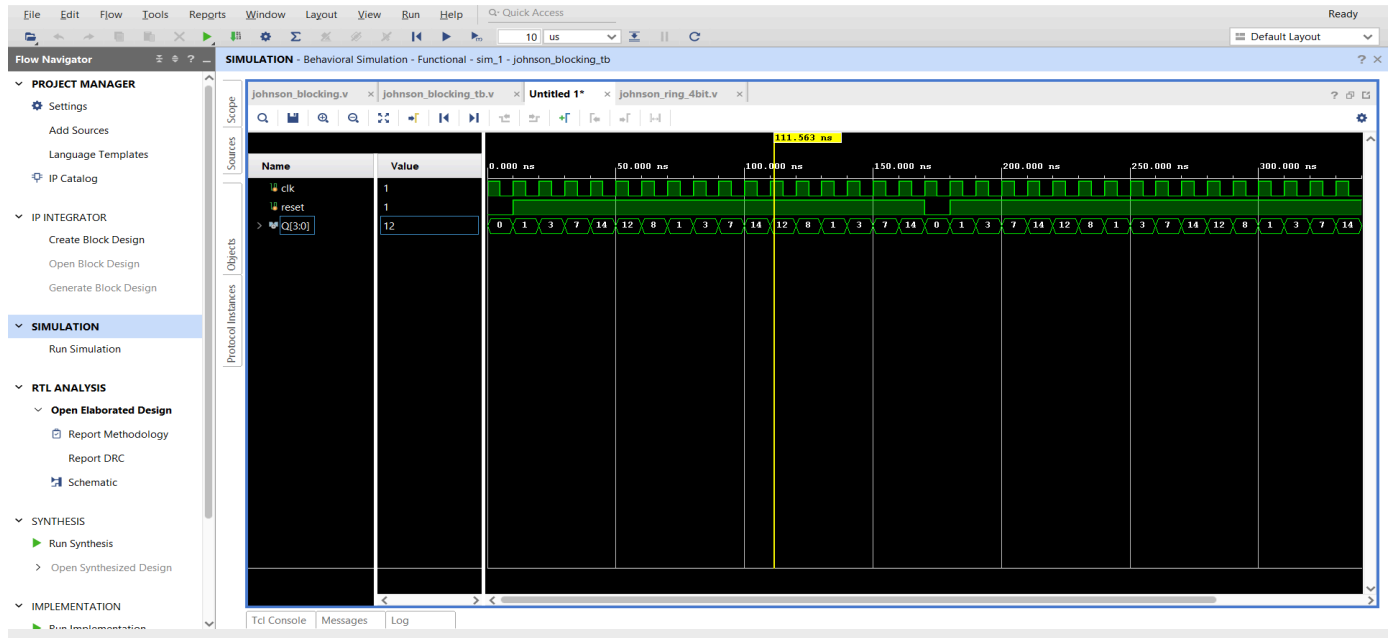 File Edit Flow Tools Reports Window Layout View Run Help Quick Access Ready
10 us Default Layout
Flow Navigator ? _ SIMULATION - Behavioral Simulation - Functional - sim_1 - johnson_blocking_tb ? ×
PROJECT MANAGER
Settings
Add Sources
Language Templates
IP Catalog
IP INTEGRATOR
Create Block Design
Open Block Design
Generate Block Design
SIMULATION
Run Simulation
RTL ANALYSIS
Open Elaborated Design
Report Methodology
Report DRC
Schematic
SYNTHESIS
Run Synthesis
Open Synthesized Design
IMPLEMENTATION
Run Implementation
Scope
Sources
Objects
Protocol Instances
johnson_blocking.v × johnson_blocking_tb.v × Untitled 1* × johnson_ring_4bit.v × ?
111.563 ns
Name Value 0.000 ns 50.000 ns 100.000 ns 150.000 ns 200.000 ns 250.000 ns 300.000 ns
clk 1
reset 1
Q[3:0] 12 0 1 3 7 14 12 8 1 3 7 14 12 8 1 3 7 14 0 1 3 7 14 12 8 1 3 7 14 12 8 1 3 7 14
Tcl Console Messages Log